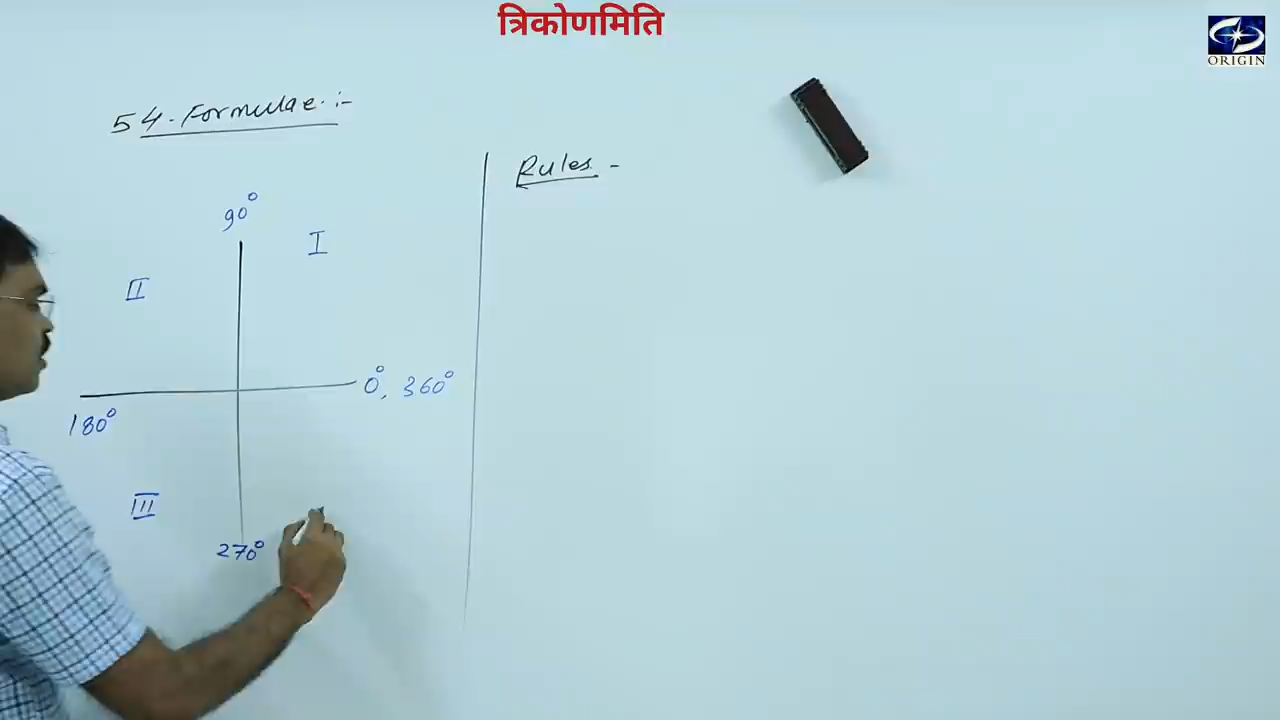 त्रिकोणमिति
ORIGIN
54. Formulae :-
Rules -
90°
I
II
0°, 360°
180°
III
270°